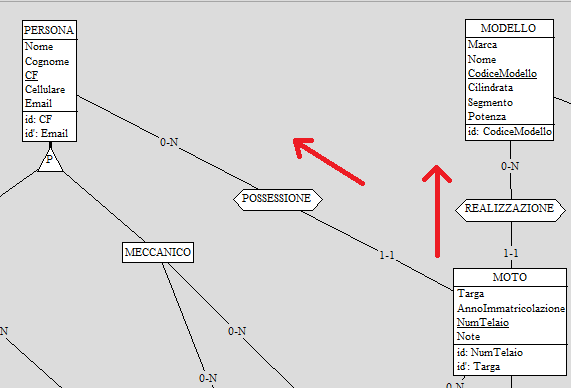 PERSONA
Nome
Cognome
CF
Cellulare
Email
id: CF
id': Email
P
MODELLO
Marca
Nome
CodiceModello
Cilindrata
Segmento
Potenza
id: CodiceModello
0-N
0-N
POSSESSIONE
REALIZZAZIONE
MECCANICO
1-1
1-1
MOTO
Targa
AnnoImmatricolazione
NumTelaio
Note
id: NumTelaio
id': Targa
N
0-N
0-N
0-N